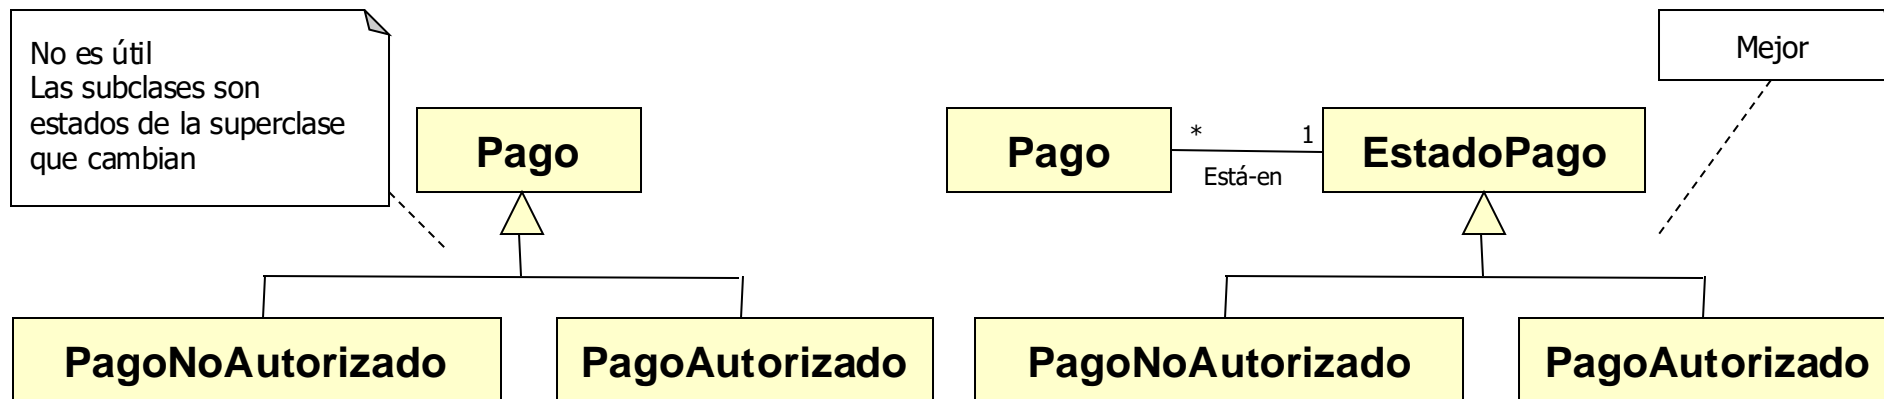 No es útil
Las subclases son
estados de la superclase
que cambian
Pago
PagoNoAutorizado
PagoAutorizado
Mejor
Pago
* 1
Está-en
EstadoPago
PagoNoAutorizado
PagoAutorizado